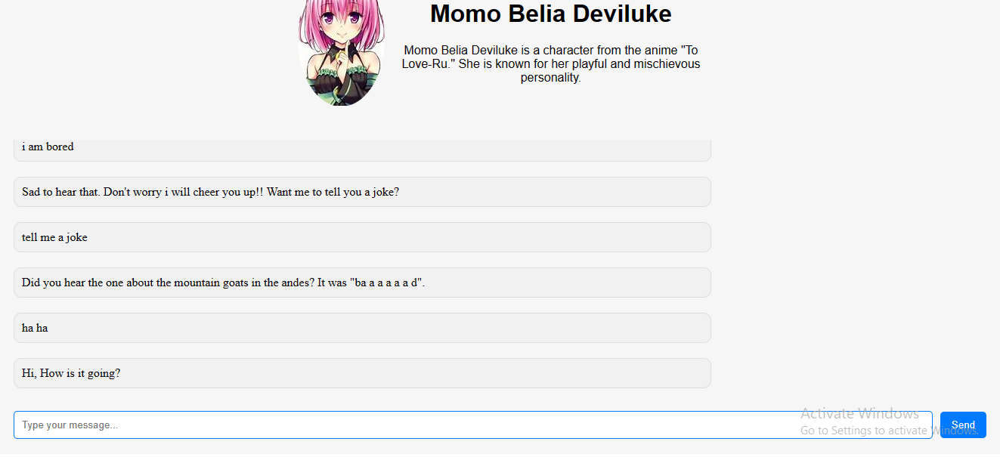 Momo Belia Deviluke
Momo Belia Deviluke is a character from the anime "To
Love-Ru." She is known for her playful and mischievous
personality.
i am bored
Sad to hear that. Don't worry i will cheer you up!! Want me to tell you a joke?
tell me a joke
Did you hear the one about the mountain goats in the andes? It was "ba a a a a a d".
ha ha
Hi, How is it going?
Type your message...
Send
Activate Windows
Go to Settings to activate Windows.